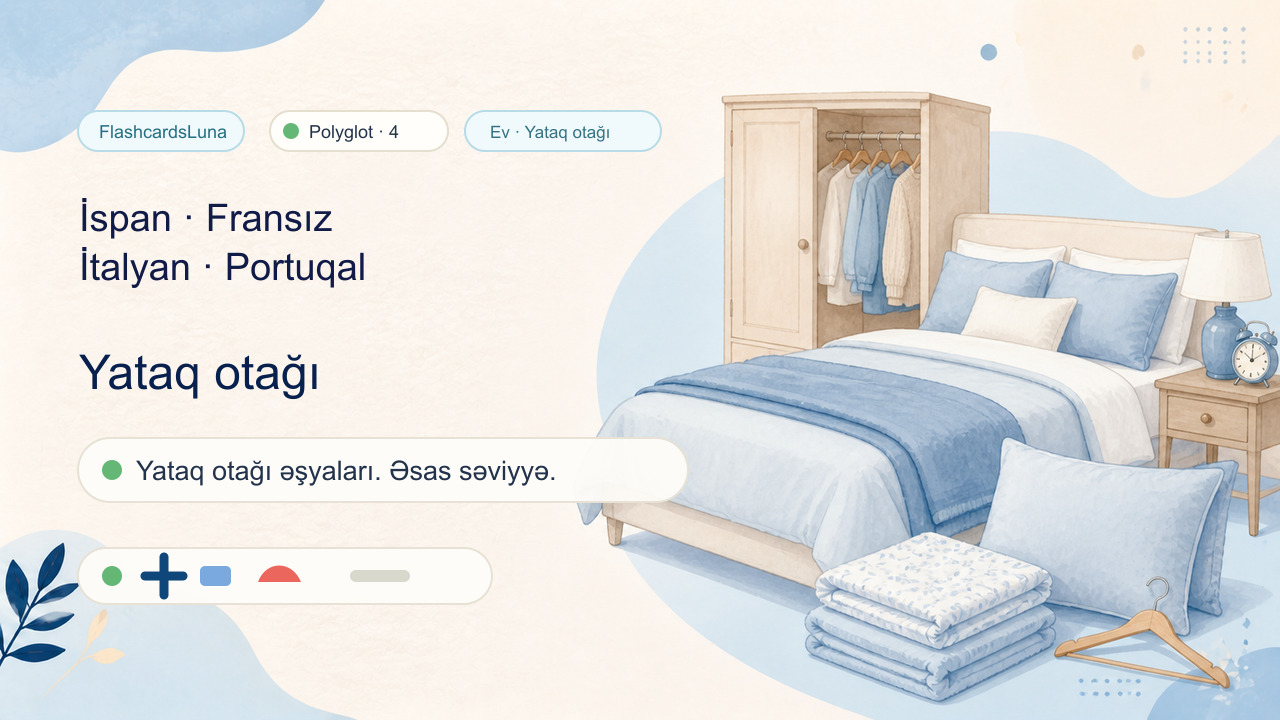 FlashcardsLuna
Polyglot · 4
Ev · Yataq otağı
İspan · Fransız
İtalyan · Portuqal
Yataq otağı
Yataq otağı əşyaları. Əsas səviyyə.